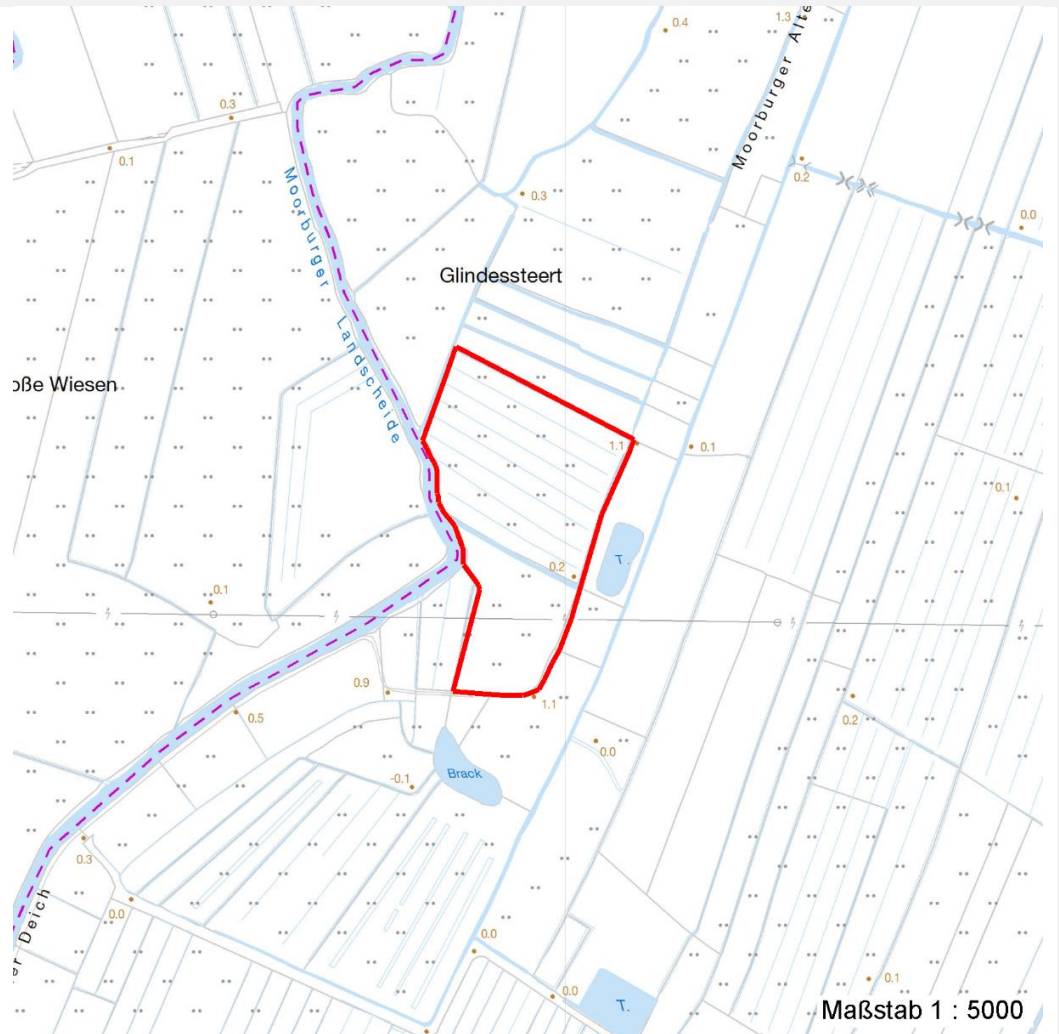 1.3
0.4
Moorburger Alte
0.3
0.1
0.2
0.3
0.0
Moorburger Landscheide
Glindessteert
oße Wiesen
1.1
0.1
0.1
T.
0.2
0.1
0.9
1.1
0.2
0.5
0.0
-0.1
Brack
0.3
er Deich
0.0
0.0
0.0
0.1
T.
Maßstab 1 : 5000